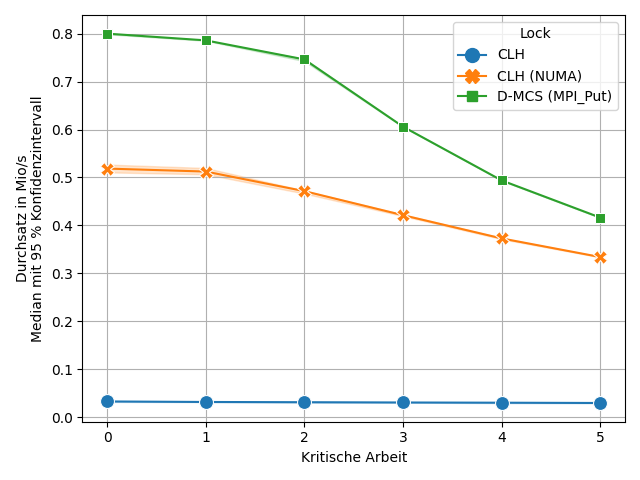 Durchsatz in Mio/s
Median mit 95 % Konfidenzintervall
0.8
0.7
0.6
0.5
0.4
0.3
0.2
0.1
0.0
Lock
CLH
CLH (NUMA)
D-MCS (MPI_Put)
0 1 2 3 4 5
Kritische Arbeit